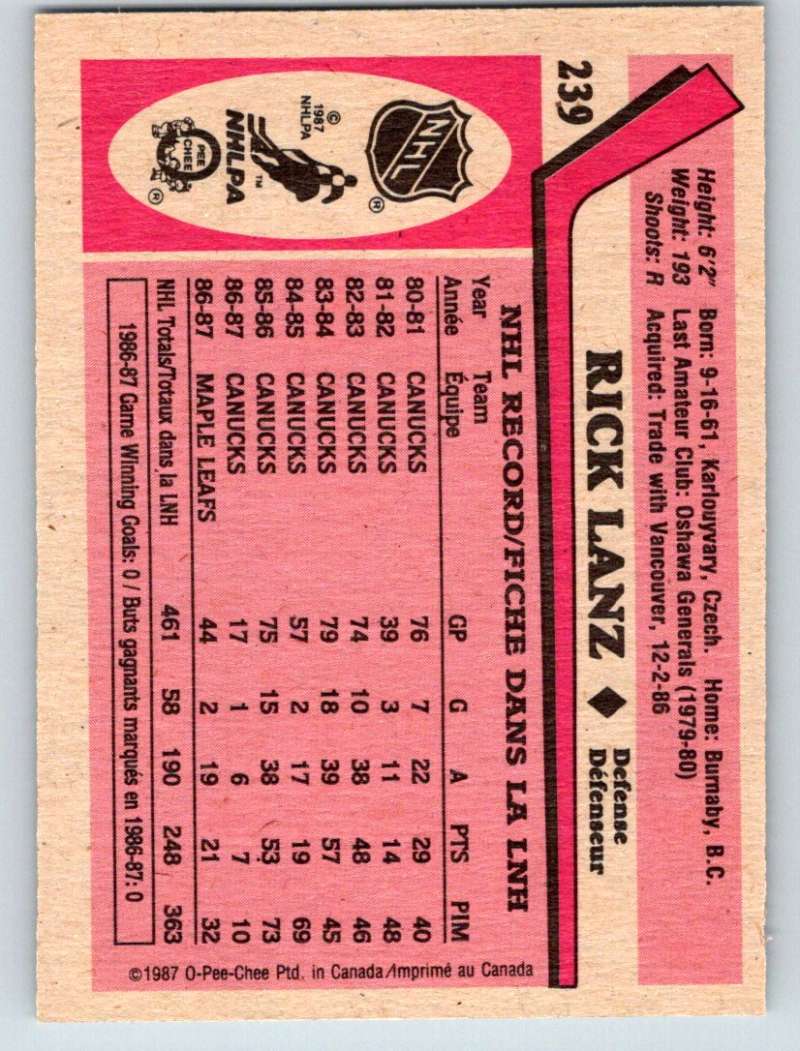 239
Height: 6'2" Born: 9-16-61, Karlouyvary, Czech. Home: Burnaby, B.C.
Weight: 193 Last Amateur Club: Oshawa Generals (1979-80)
Shoots: R Acquired: Trade with Vancouver, 12-2-86
RICK LANZ ◆ Defense
Défenseur
NHL
®
© 1987
NHLPA
™
NHLPA
O PEE CHEE
®
NHL RECORD/FICHE DANS LA LNH
Year Team GP G A PTS PIM
Année Équipe
80-81 CANUCKS 76 7 22 29 40
81-82 CANUCKS 39 3 11 14 48
82-83 CANUCKS 74 10 38 48 46
83-84 CANUCKS 79 18 39 57 45
84-85 CANUCKS 57 2 17 19 69
85-86 CANUCKS 75 15 38 53 73
86-87 CANUCKS 17 1 6 7 10
86-87 MAPLE LEAFS 44 2 19 21 32
NHL Totals/Totaux dans la LNH 461 58 190 248 363
1986-87 Game Winning Goals: 0 / Buts gagnants marqués en 1986-87: 0
©1987 O-Pee-Chee Ptd. in Canada/Imprimé au Canada